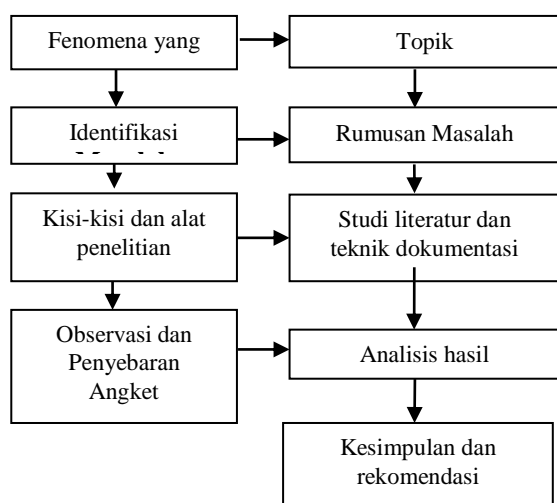 Fenomena yang
Topik
Identifikasi
Rumusan Masalah
Kisi-kisi dan alat
penelitian
Studi literatur dan
teknik dokumentasi
Observasi dan
Penyebaran
Angket
Analisis hasil
Kesimpulan dan
rekomendasi